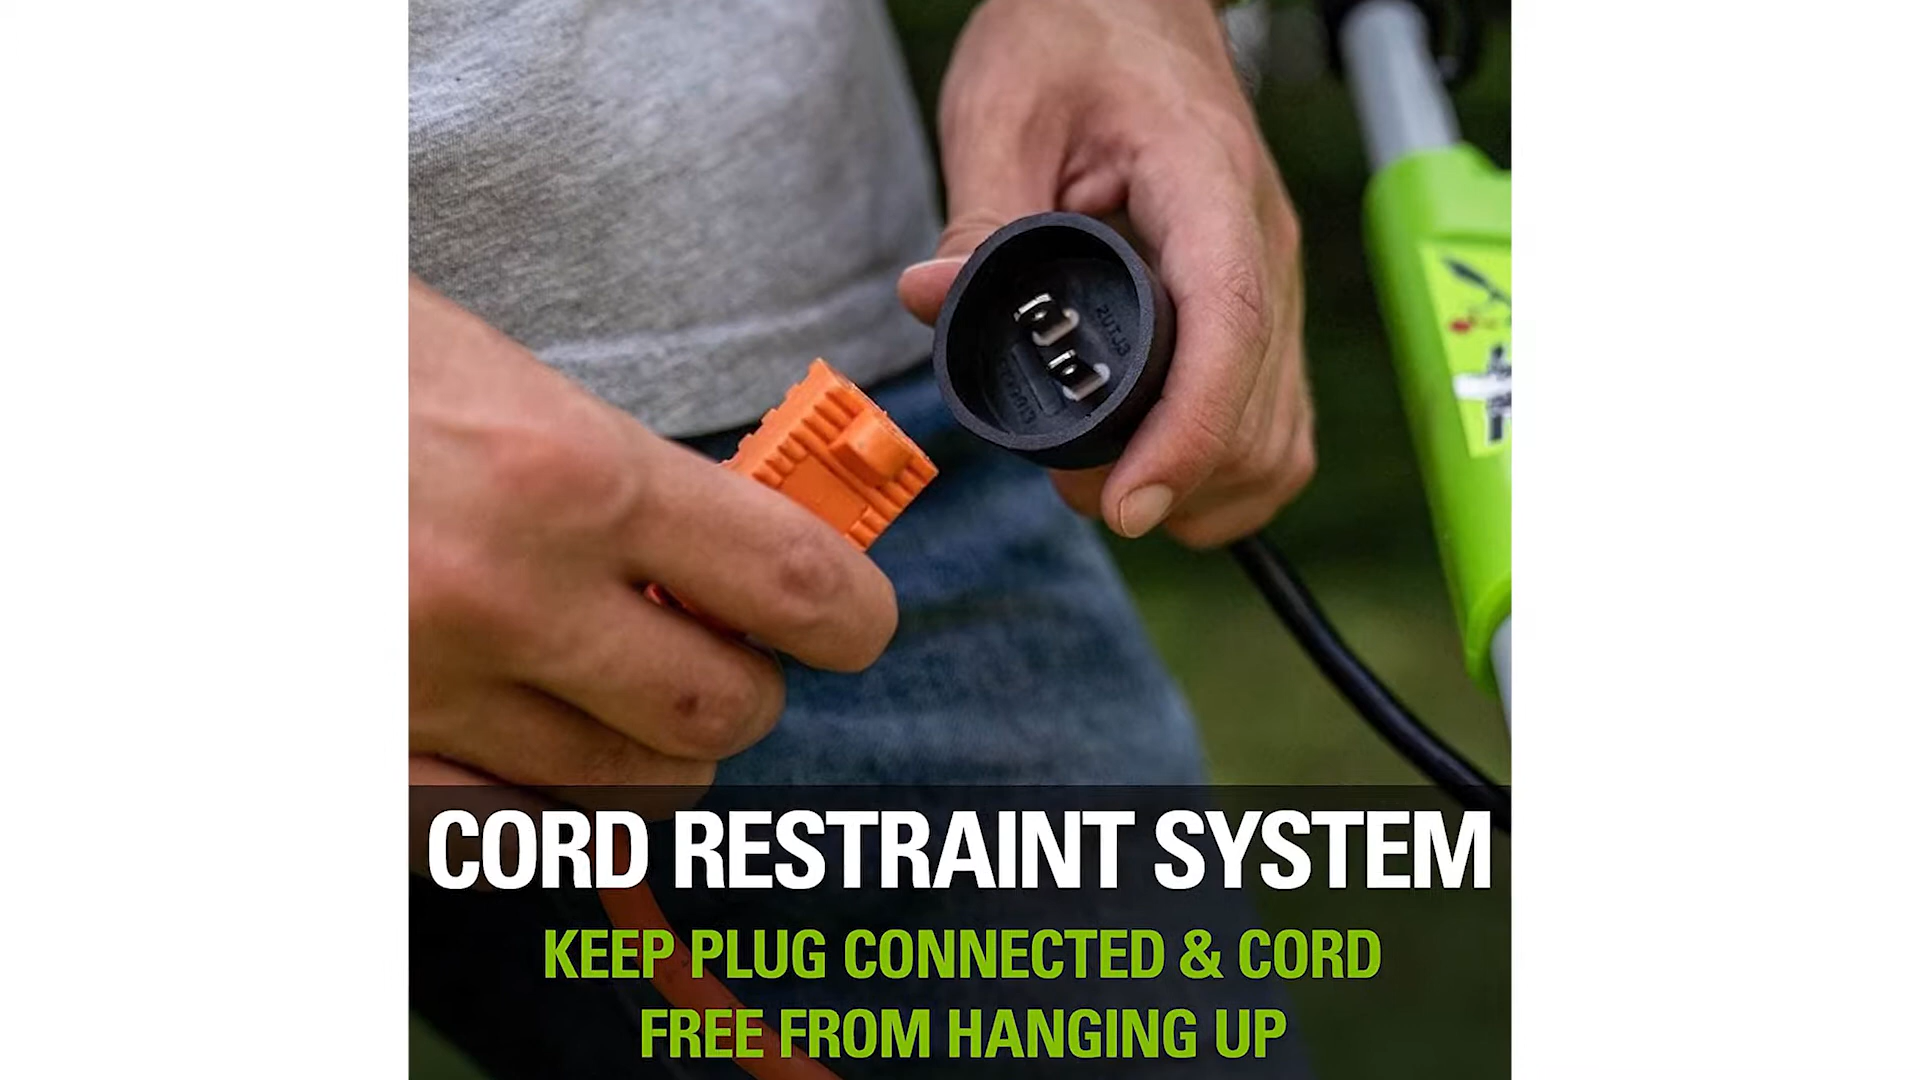 CORD RESTRAINT SYSTEM
KEEP PLUG CONNECTED & CORD
FREE FROM HANGING UP